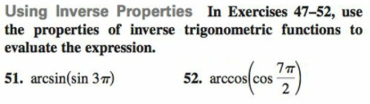 Using Inverse Properties In Exercises 47–52, use
the properties of inverse trigonometric functions to
evaluate the expression.
51. arcsin(sin 3π) 52. arccos(cos 7π/2)